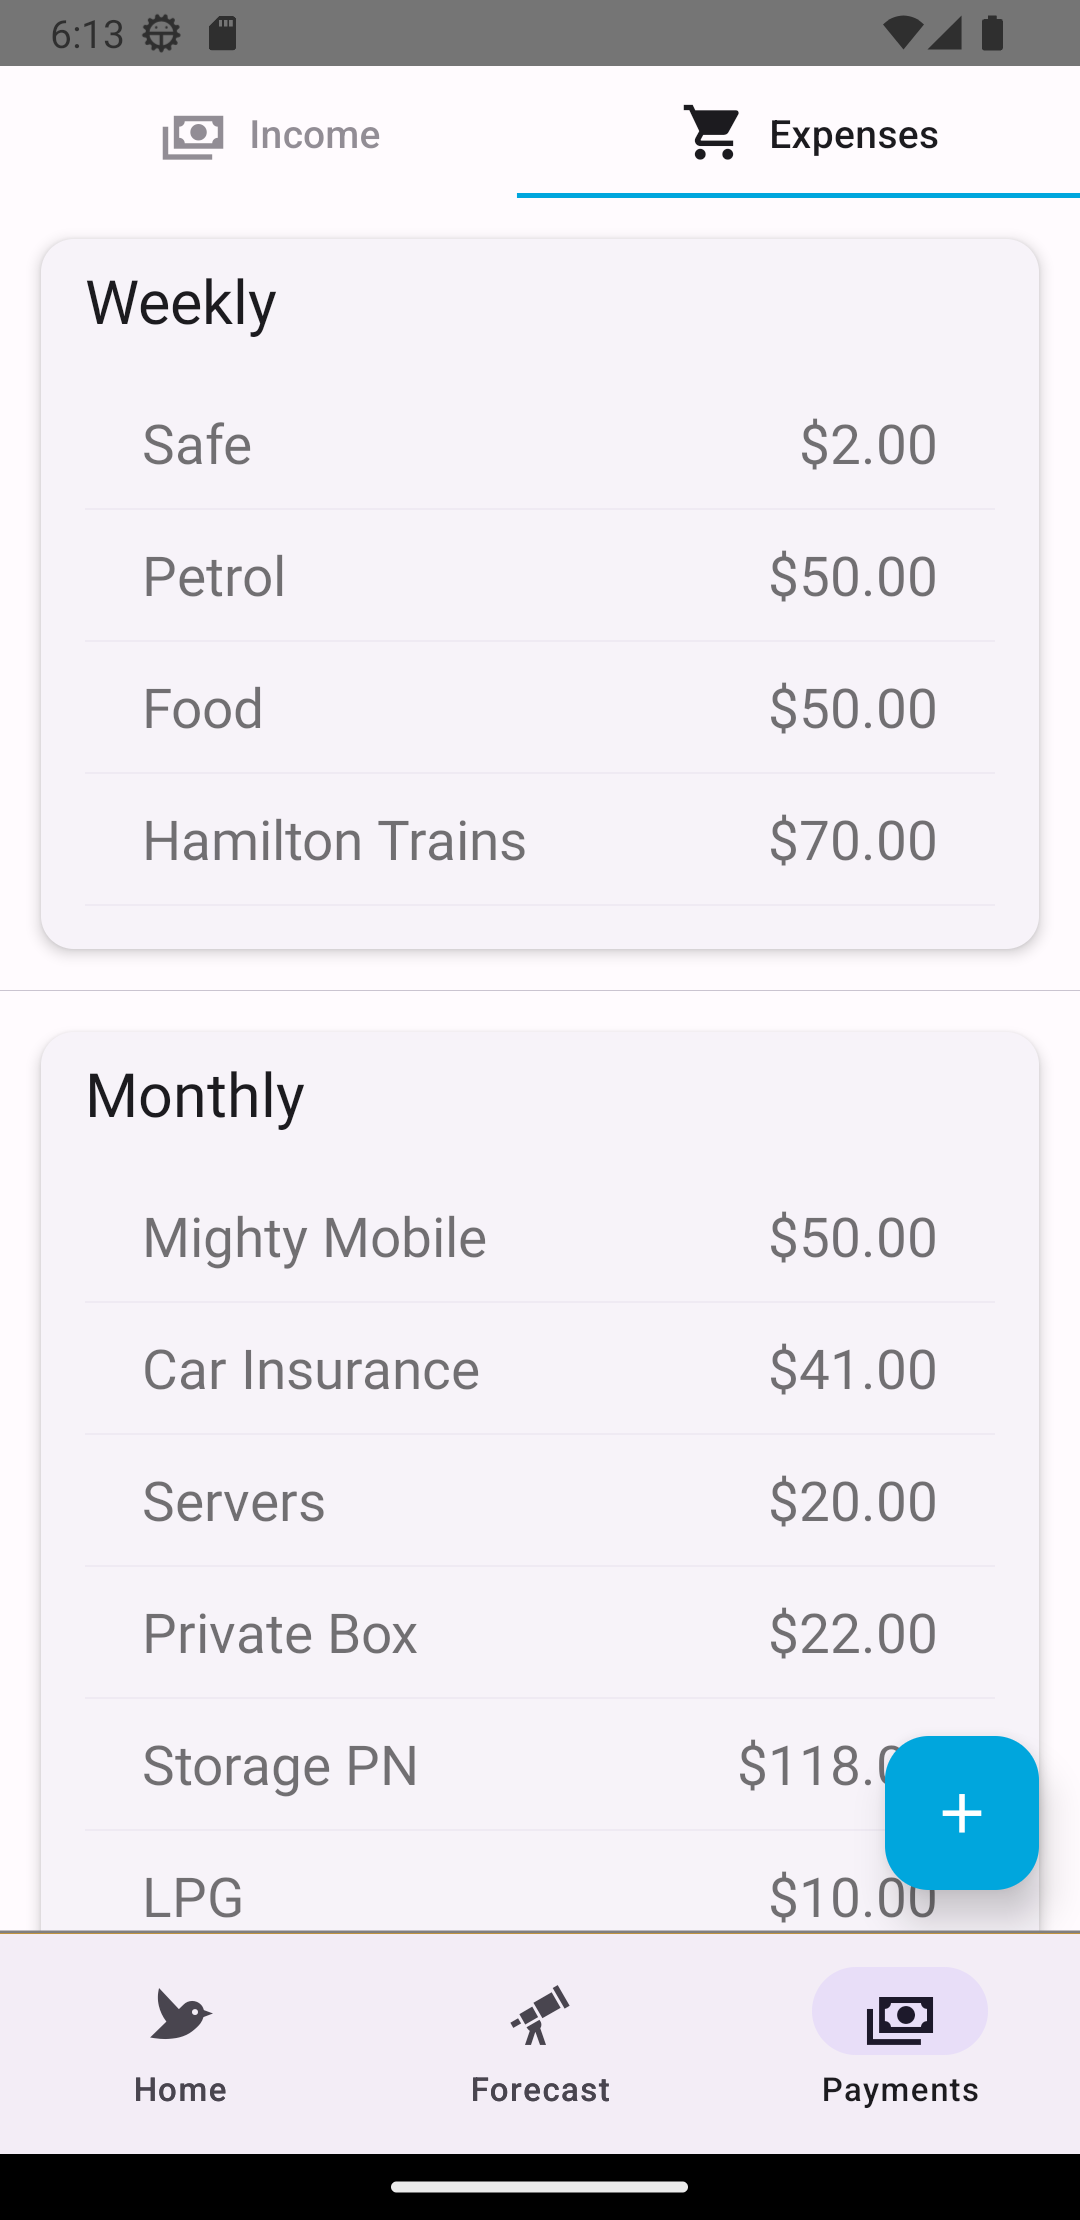 6:13
Income
Expenses
Weekly
Safe $2.00
Petrol $50.00
Food $50.00
Hamilton Trains $70.00
Monthly
Mighty Mobile $50.00
Car Insurance $41.00
Servers $20.00
Private Box $22.00
Storage PN $118.0
LPG $10.00
+
Home
Forecast
Payments